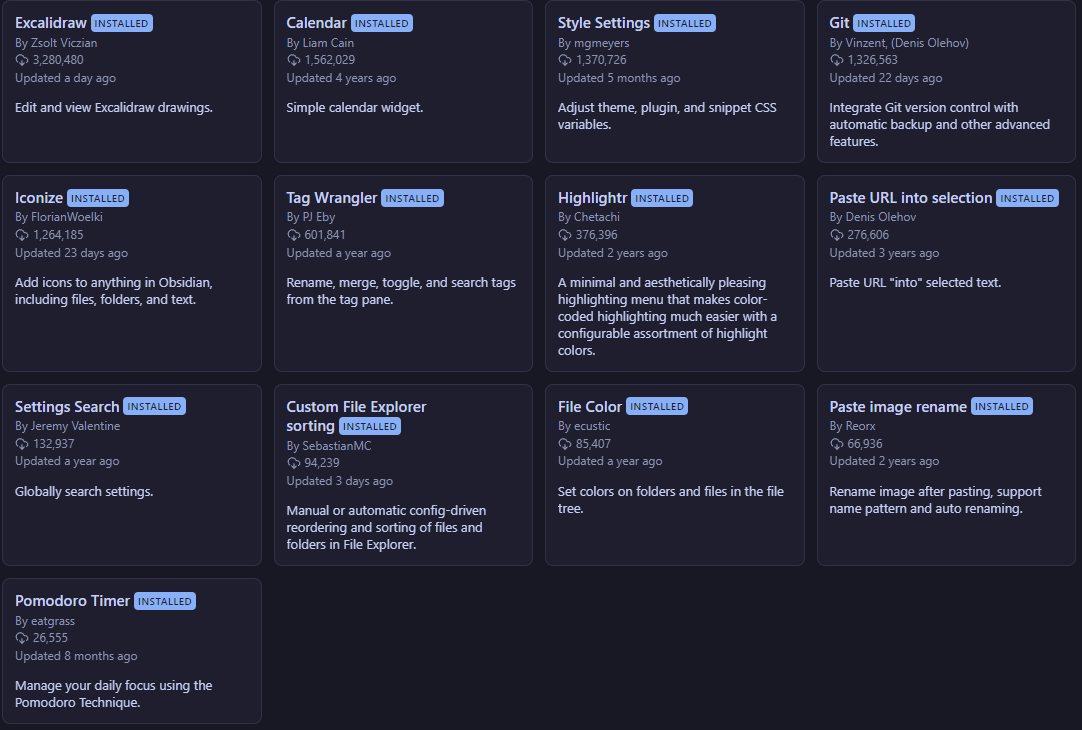 Excalidraw INSTALLED
By Zsolt Viczian
3,280,480
Updated a day ago
Edit and view Excalidraw drawings.
Calendar INSTALLED
By Liam Cain
1,562,029
Updated 4 years ago
Simple calendar widget.
Style Settings INSTALLED
By mgmeyers
1,370,726
Updated 5 months ago
Adjust theme, plugin, and snippet CSS
variables.
Git INSTALLED
By Vinzent, (Denis Olehov)
1,326,563
Updated 22 days ago
Integrate Git version control with
automatic backup and other advanced
features.
Iconize INSTALLED
By FlorianWoelki
1,264,185
Updated 23 days ago
Add icons to anything in Obsidian,
including files, folders, and text.
Tag Wrangler INSTALLED
By PJ Eby
601,841
Updated a year ago
Rename, merge, toggle, and search tags
from the tag pane.
Highlightr INSTALLED
By Chetachi
376,396
Updated 2 years ago
A minimal and aesthetically pleasing
highlighting menu that makes color-
coded highlighting much easier with a
configurable assortment of highlight
colors.
Paste URL into selection INSTALLED
By Denis Olehov
276,606
Updated 3 years ago
Paste URL "into" selected text.
Settings Search INSTALLED
By Jeremy Valentine
132,937
Updated a year ago
Globally search settings.
Custom File Explorer
sorting INSTALLED
By SebastianMC
94,239
Updated 3 days ago
Manual or automatic config-driven
reordering and sorting of files and
folders in File Explorer.
File Color INSTALLED
By ecustic
85,407
Updated a year ago
Set colors on folders and files in the file
tree.
Paste image rename INSTALLED
By Reorx
66,936
Updated 2 years ago
Rename image after pasting, support
name pattern and auto renaming.
Pomodoro Timer INSTALLED
By eatgrass
26,555
Updated 8 months ago
Manage your daily focus using the
Pomodoro Technique.